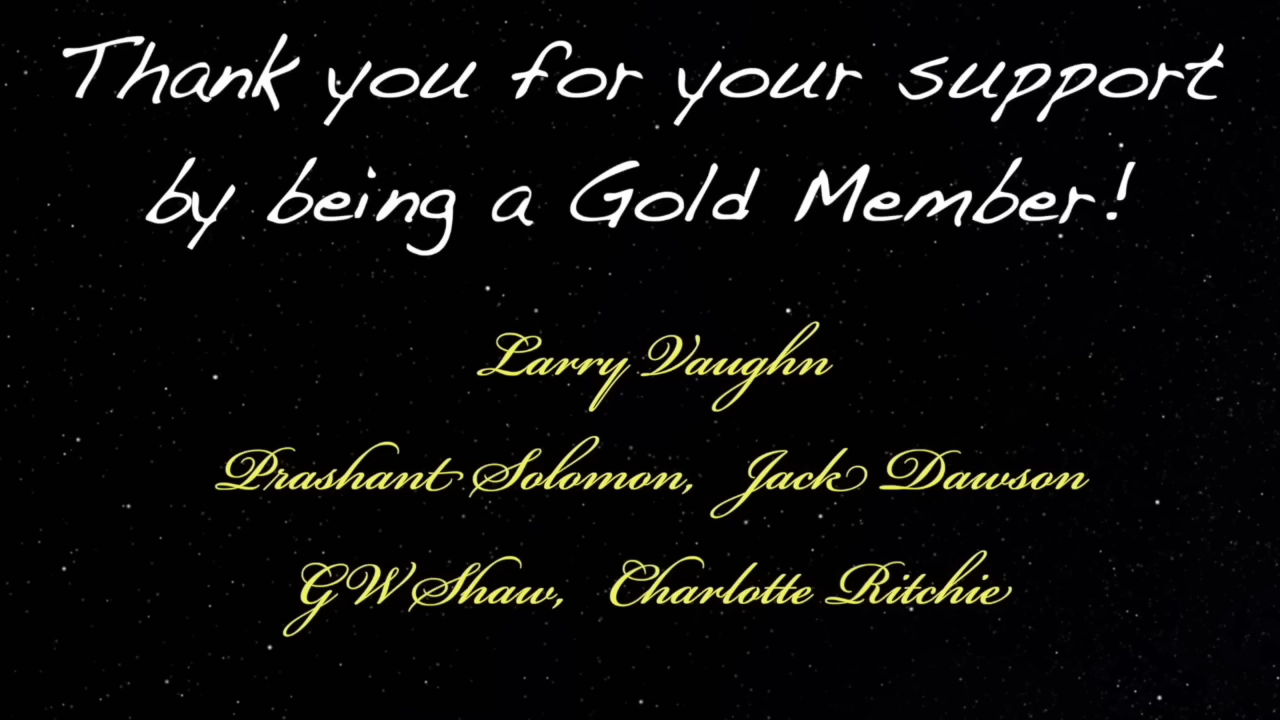 Thank you for your support
by being a Gold Member!
Larry Vaughn
Prashant Solomon, Jack Dawson
GW Shaw, Charlotte Ritchie